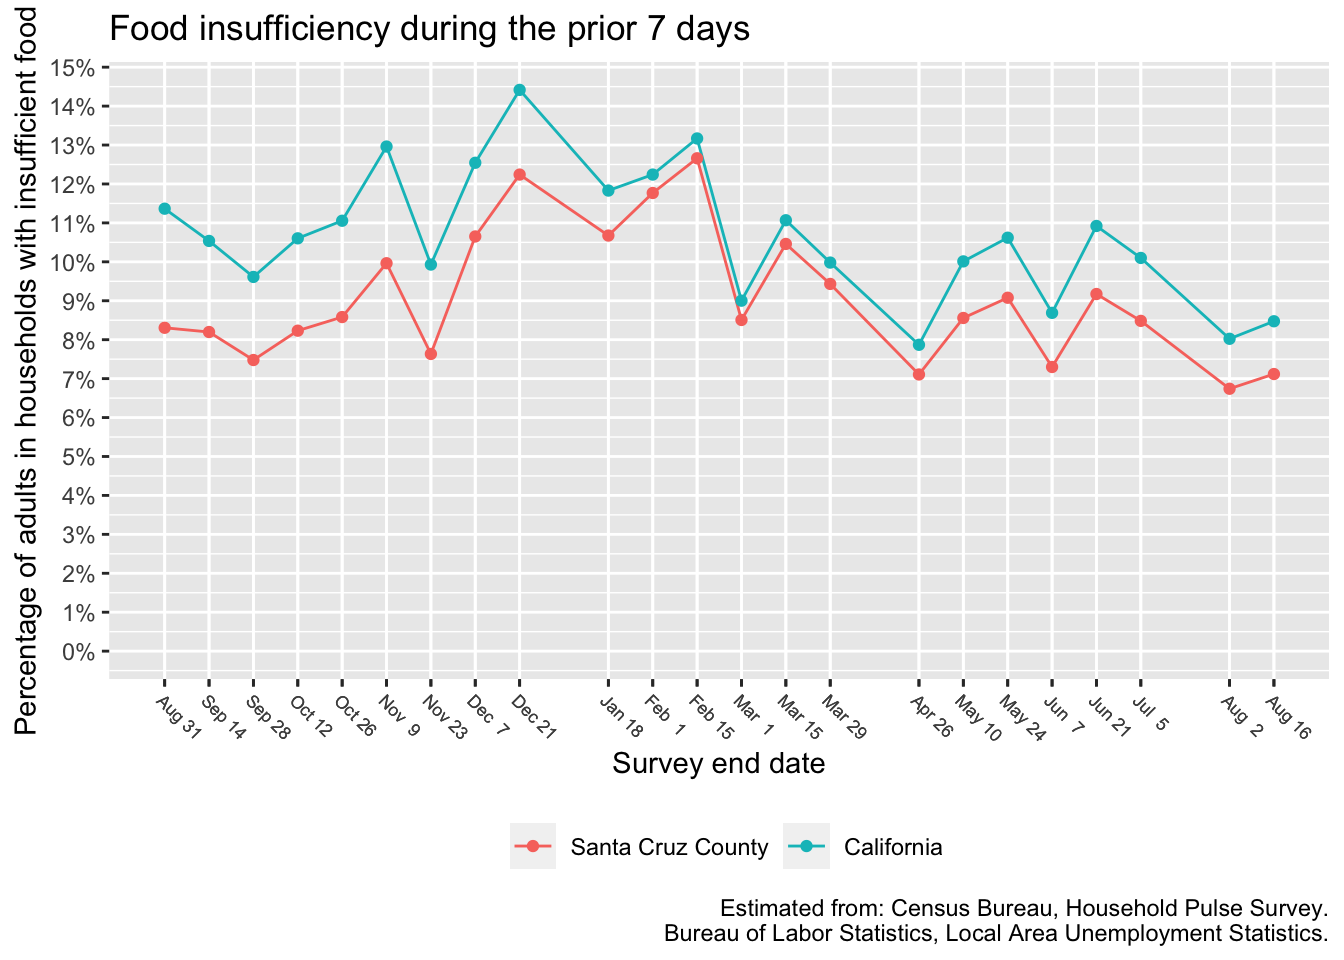 Food insufficiency during the prior 7 days
Percentage of adults in households with insufficient food
15%
14%
13%
12%
11%
10%
9%
8%
7%
6%
5%
4%
3%
2%
1%
0%
Aug 31
Sep 14
Sep 28
Oct 12
Oct 26
Nov 9
Nov 23
Dec 7
Dec 21
Jan 18
Feb 1
Feb 15
Mar 1
Mar 15
Mar 29
Apr 26
May 10
May 24
Jun 7
Jun 21
Jul 5
Aug 2
Aug 16
Survey end date
Santa Cruz County
California
Estimated from: Census Bureau, Household Pulse Survey.
Bureau of Labor Statistics, Local Area Unemployment Statistics.